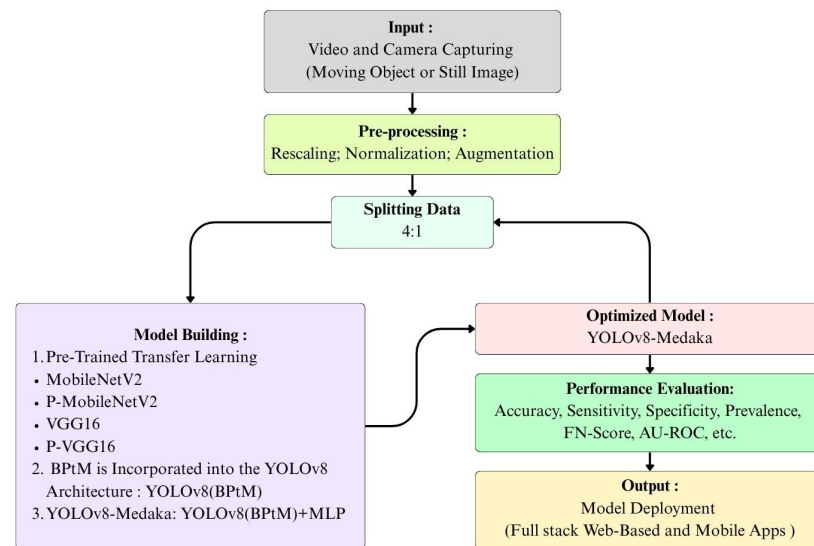 Input :
Video and Camera Capturing
(Moving Object or Still Image)
Pre-processing :
Rescaling; Normalization; Augmentation
Splitting Data
4:1
Model Building :
1. Pre-Trained Transfer Learning
• MobileNetV2
• P-MobileNetV2
• VGG16
• P-VGG16
2. BPtM is Incorporated into the YOLOv8
Architecture : YOLOv8(BPtM)
3. YOLOv8-Medaka: YOLOv8(BPtM)+MLP
Optimized Model :
YOLOv8-Medaka
Performance Evaluation:
Accuracy, Sensitivity, Specificity, Prevalence,
FN-Score, AU-ROC, etc.
Output :
Model Deployment
(Full stack Web-Based and Mobile Apps )